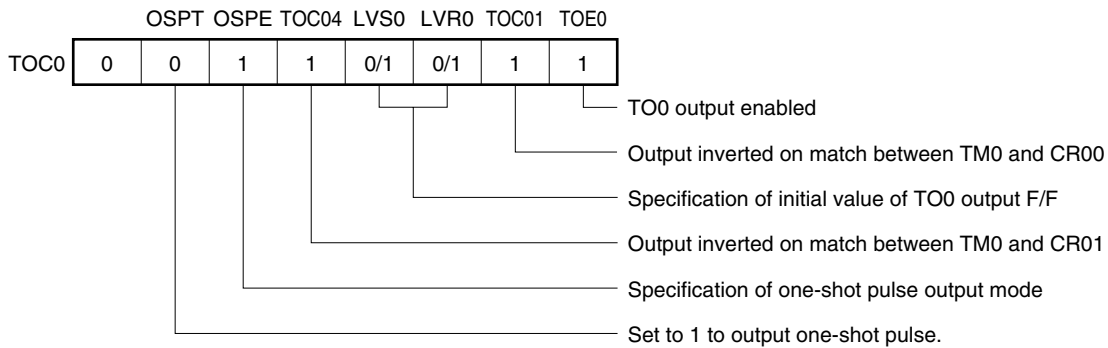 OSPT OSPE TOC04 LVS0 LVR0 TOC01 TOE0
TOC0 0 0 1 1 0/1 0/1 1 1
TO0 output enabled
Output inverted on match between TM0 and CR00
Specification of initial value of TO0 output F/F
Output inverted on match between TM0 and CR01
Specification of one-shot pulse output mode
Set to 1 to output one-shot pulse.